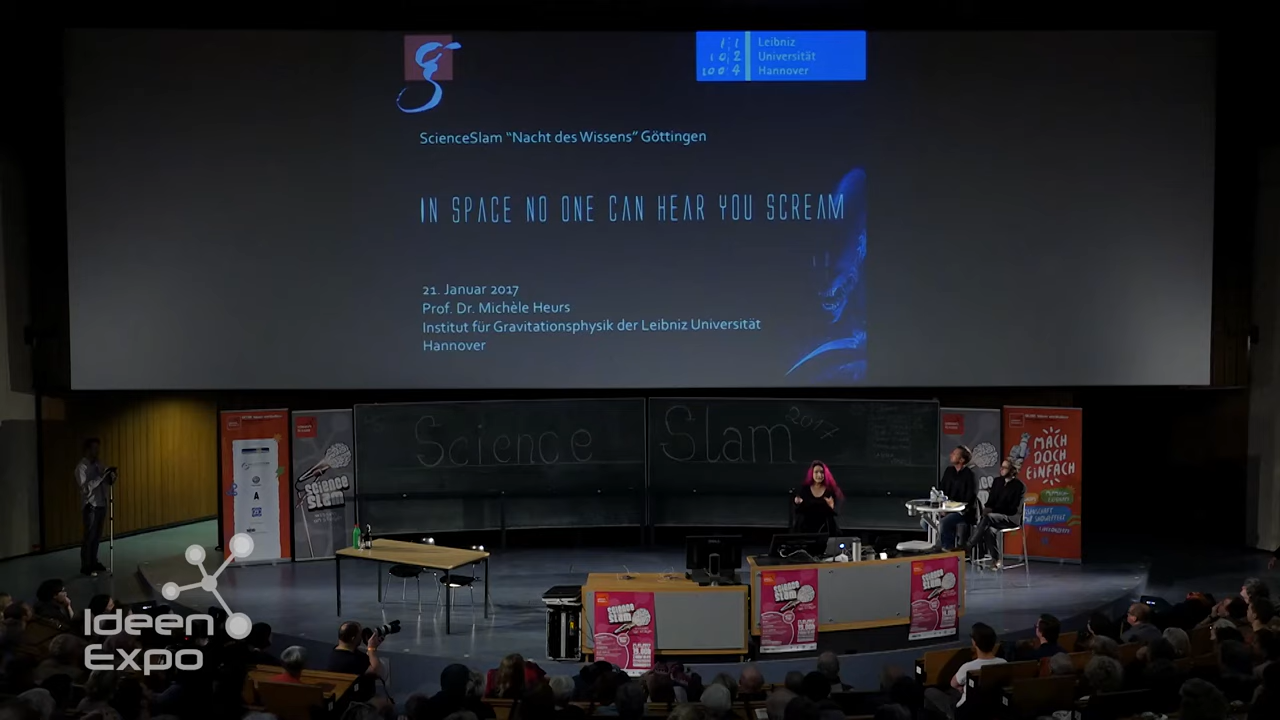 Leibniz
Universität
Hannover
ScienceSlam “Nacht des Wissens” Göttingen
IN SPACE NO ONE CAN HEAR YOU SCREAM
21. Januar 2017
Prof. Dr. Michèle Heurs
Institut für Gravitationsphysik der Leibniz Universität
Hannover
Science Slam 2017
Science
Slam
MACH
DOCH
EiNFACH
Science
Slam
Science
Slam
Science
Slam
Ideen
Expo